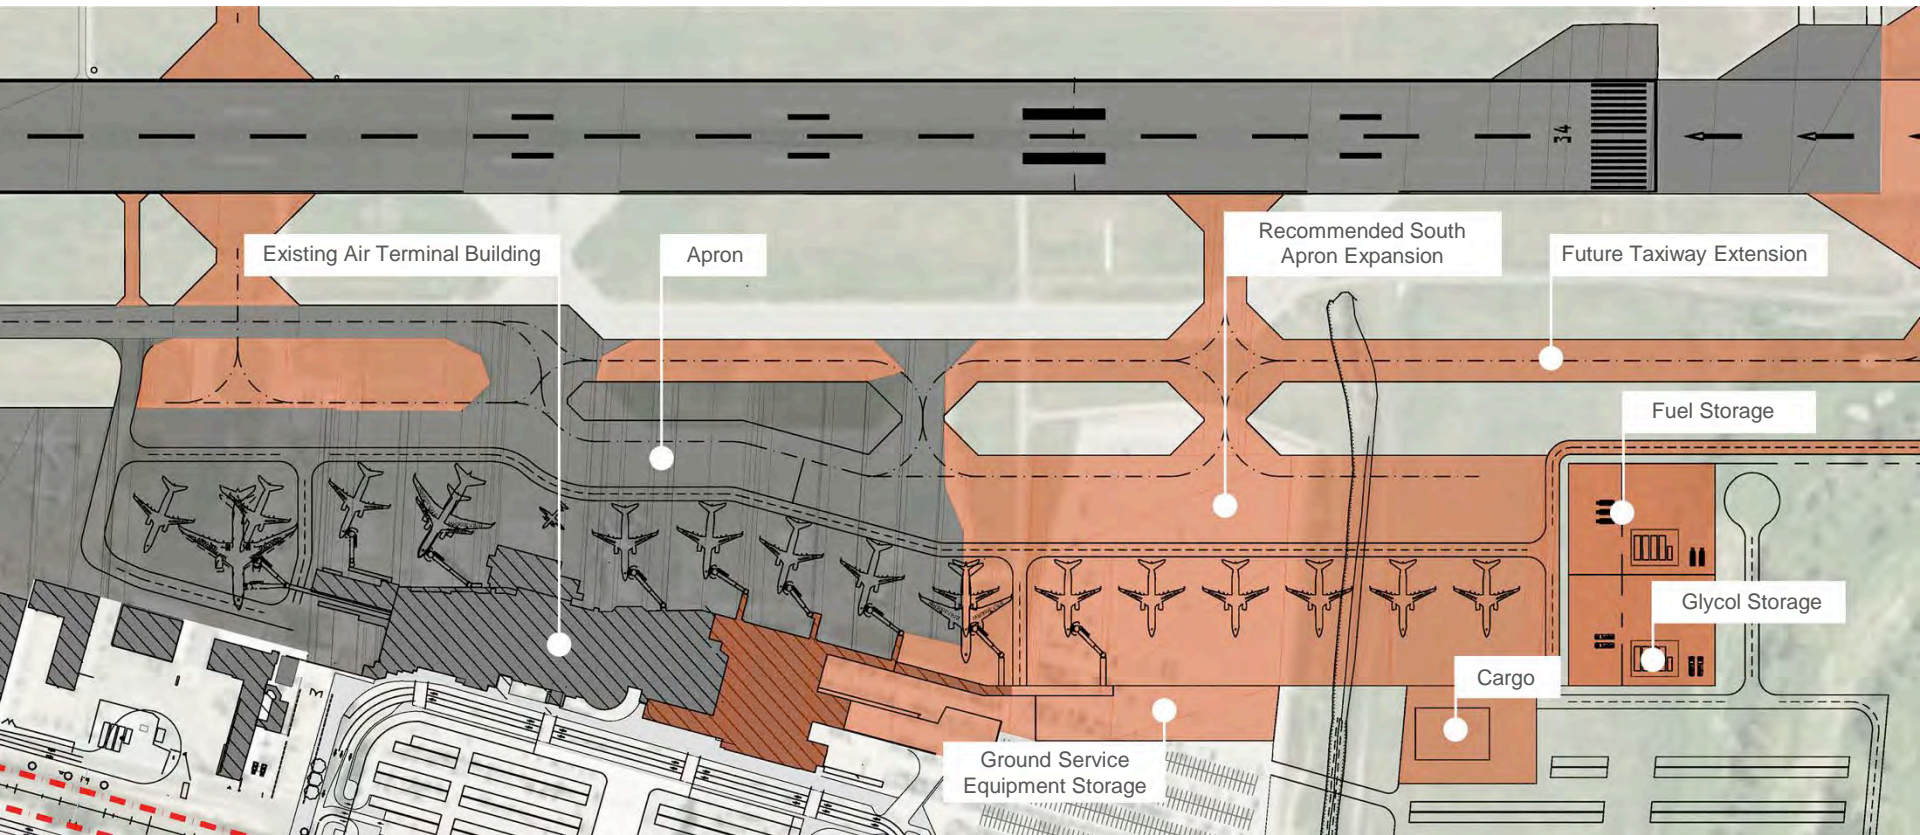 34
Existing Air Terminal Building
Apron
Recommended South
Apron Expansion
Future Taxiway Extension
Fuel Storage
Glycol Storage
Cargo
Ground Service
Equipment Storage